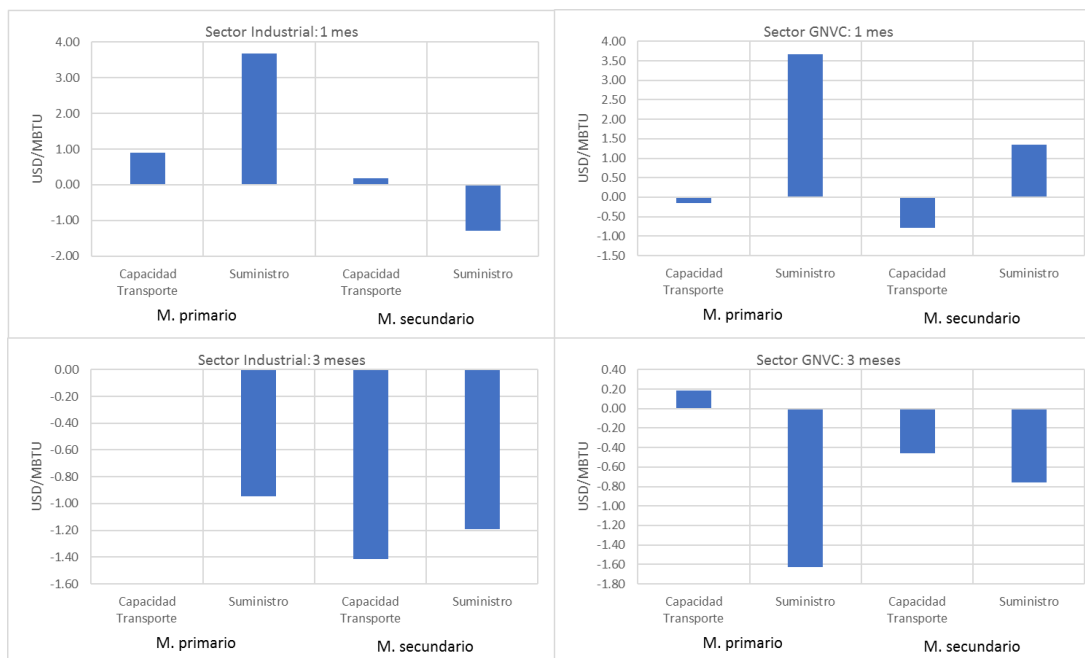 Sector Industrial: 1 mes
USD/MBTU
4.00
3.00
2.00
1.00
0.00
-1.00
-2.00
Capacidad Transporte
Suministro
Capacidad Transporte
Suministro
M. primario
M. secundario
Sector GNVC: 1 mes
USD/MBTU
4.00
3.50
3.00
2.50
2.00
1.50
1.00
0.50
0.00
-0.50
-1.00
-1.50
Capacidad Transporte
Suministro
Capacidad Transporte
Suministro
M. primario
M. secundario
Sector Industrial: 3 meses
USD/MBTU
0.00
-0.20
-0.40
-0.60
-0.80
-1.00
-1.20
-1.40
-1.60
Capacidad Transporte
Suministro
Capacidad Transporte
Suministro
M. primario
M. secundario
Sector GNVC: 3 meses
USD/MBTU
0.40
0.20
0.00
-0.20
-0.40
-0.60
-0.80
-1.00
-1.20
-1.40
-1.60
-1.80
Capacidad Transporte
Suministro
Capacidad Transporte
Suministro
M. primario
M. secundario